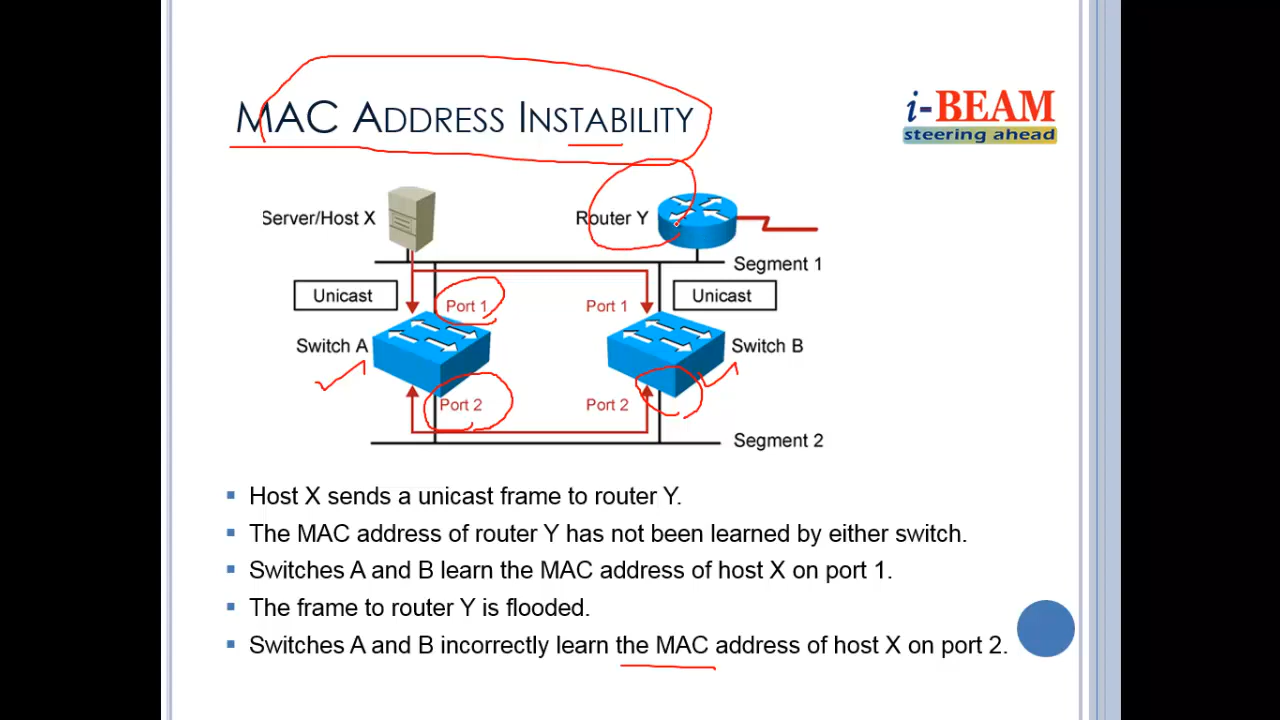 MAC ADDRESS INSTABILITY
i-BEAM
steering ahead
Server/Host X
Router Y
Segment 1
Unicast
Port 1
Port 1
Unicast
Switch A
Switch B
Port 2
Port 2
Segment 2
▪ Host X sends a unicast frame to router Y.
▪ The MAC address of router Y has not been learned by either switch.
▪ Switches A and B learn the MAC address of host X on port 1.
▪ The frame to router Y is flooded.
▪ Switches A and B incorrectly learn the MAC address of host X on port 2.